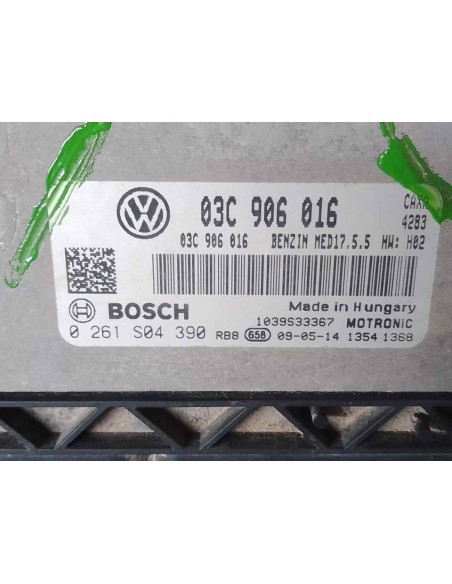 03C 906 016 CAXA
4283
03C 906 016 BENZIN MED17.5.5 HW: H02
BOSCH Made in Hungary
1039S33367 MOTRONIC
0 261 S04 390 RB8 658 09-05-14 1354 1368